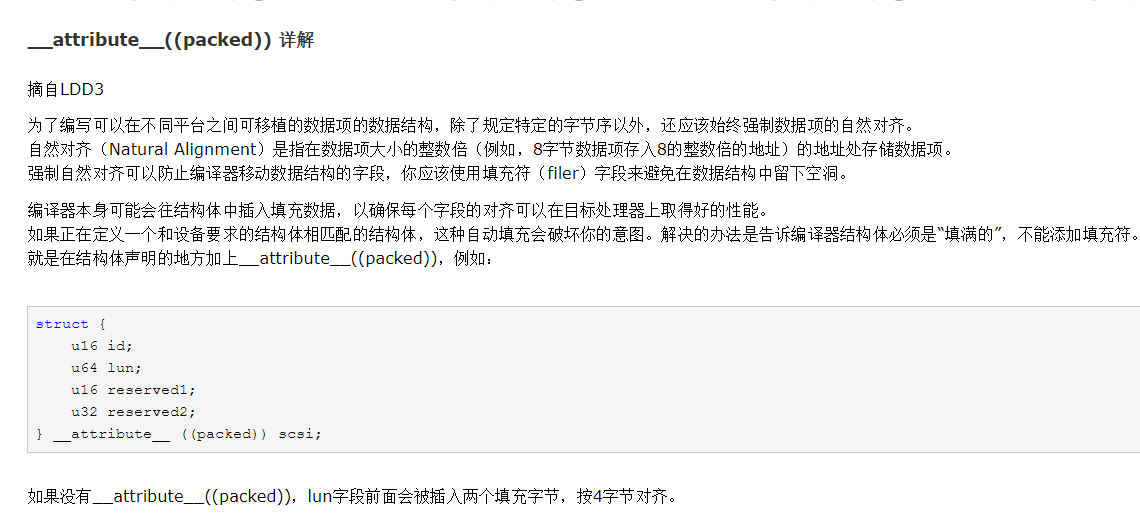 __attribute__((packed)) 详解
摘自LDD3
为了编写可以在不同平台之间可移植的数据项的数据结构，除了规定特定的字节序以外，还应该始终强制数据项的自然对齐。
自然对齐（Natural Alignment）是指在数据项大小的整数倍（例如，8字节数据项存入8的整数倍的地址）的地址处存储数据项。
强制自然对齐可以防止编译器移动数据结构的字段，你应该使用填充符（filer）字段来避免在数据结构中留下空洞。
编译器本身可能会往结构体中插入填充数据，以确保每个字段的对齐可以在目标处理器上取得好的性能。
如果正在定义一个和设备要求的结构体相匹配的结构体，这种自动填充会破坏你的意图。解决的办法是告诉编译器结构体必须是“填满的”，不能添加填充符。
就是在结构体声明的地方加上__attribute__((packed))，例如：
struct {
    u16 id;
    u64 lun;
    u16 reserved1;
    u32 reserved2;
} __attribute__ ((packed)) scsi;
如果没有__attribute__((packed))，lun字段前面会被插入两个填充字节，按4字节对齐。